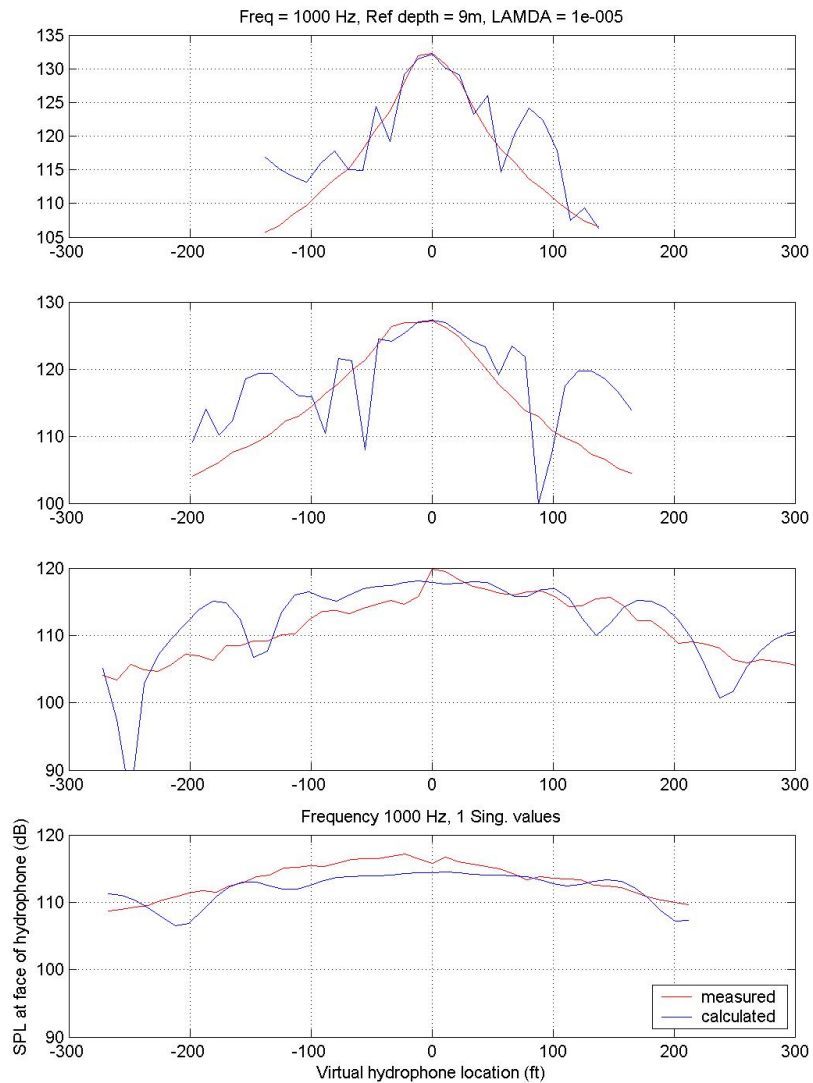 Freq = 1000 Hz, Ref depth = 9m, LAMDA = 1e-005
135
130
125
120
115
110
105
-300 -200 -100 0 100 200 300
130
120
110
100
-300 -200 -100 0 100 200 300
120
110
100
90
-300 -200 -100 0 100 200 300
Frequency 1000 Hz, 1 Sing. values
SPL at face of hydrophone (dB)
120
110
100
90
measured
calculated
-300 -200 -100 0 100 200 300
Virtual hydrophone location (ft)